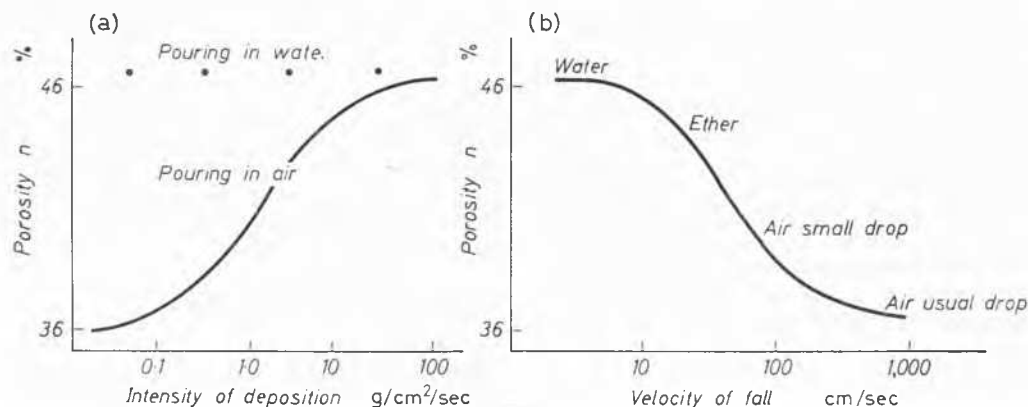 (a)
Porosity n %
46
36
Pouring in wate.
Pouring in air
0·1 1·0 10 100
Intensity of deposition g/cm²/sec
(b)
Porosity n %
46
36
Water
Ether
Air small drop
Air usual drop
10 100 1,000
Velocity of fall cm/sec